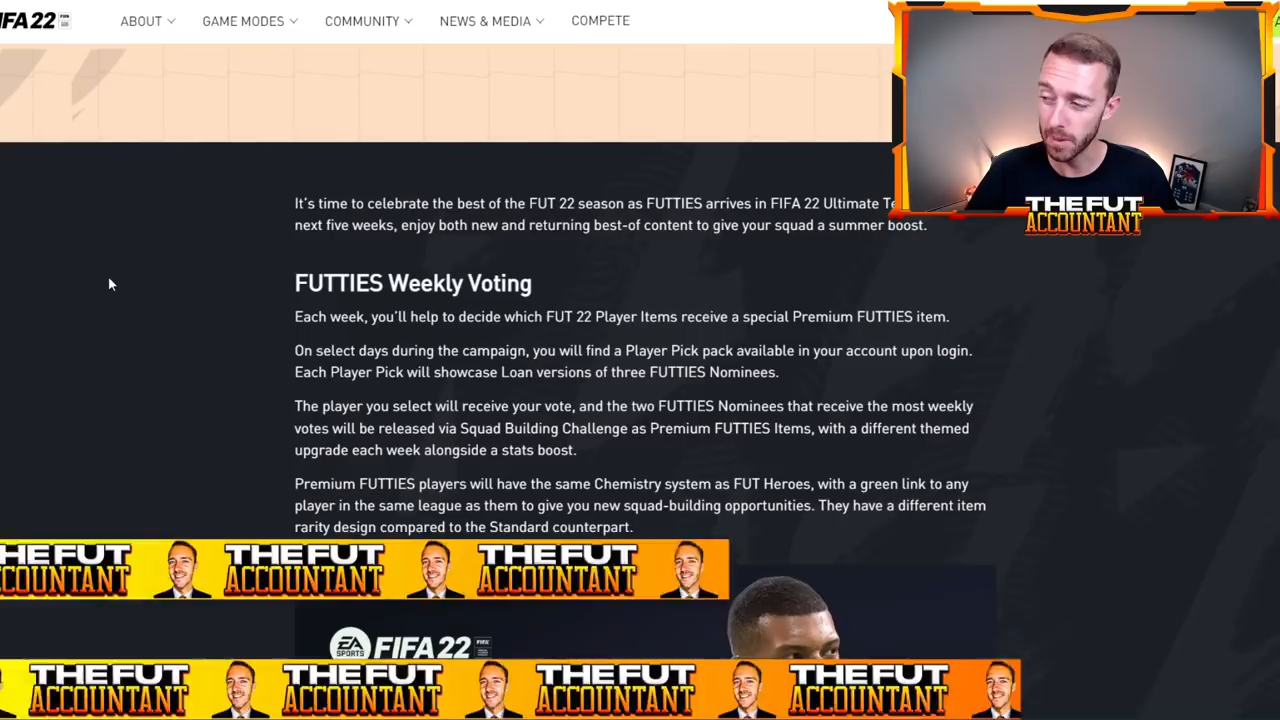 IFA 22
ABOUT
GAME MODES
COMMUNITY
NEWS & MEDIA
COMPETE
It's time to celebrate the best of the FUT 22 season as FUTTIES arrives in FIFA 22 Ultimate
next five weeks, enjoy both new and returning best-of content to give your squad a summer boost.
THE FUT
ACCOUNTANT
FUTTIES Weekly Voting
Each week, you'll help to decide which FUT 22 Player Items receive a special Premium FUTTIES item.
On select days during the campaign, you will find a Player Pick pack available in your account upon login.
Each Player Pick will showcase Loan versions of three FUTTIES Nominees.
The player you select will receive your vote, and the two FUTTIES Nominees that receive the most weekly
votes will be released via Squad Building Challenge as Premium FUTTIES Items, with a different themed
upgrade each week alongside a stats boost.
Premium FUTTIES players will have the same Chemistry system as FUT Heroes, with a green link to any
player in the same league as them to give you new squad-building opportunities. They have a different item
rarity design compared to the Standard counterpart.
THE FUT THE FUT THE FUT
CCOUNTANT ACCOUNTANT ACCOUNTANT
EA SPORTS FIFA 22
THE FUT THE FUT THE FUT THE FUT
ACCOUNTANT ACCOUNTANT ACCOUNTANT ACCOUNTANT